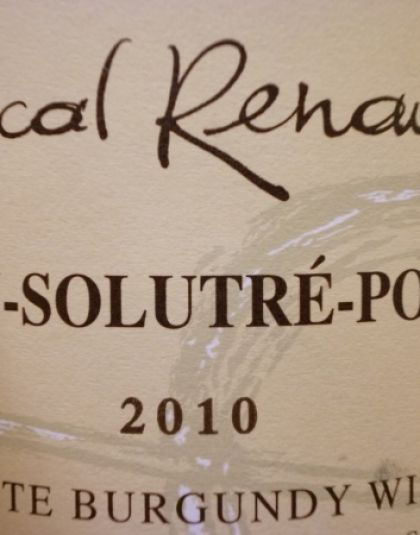 cal Renau
-SOLUTRÉ-PO
2010
TE BURGUNDY WI